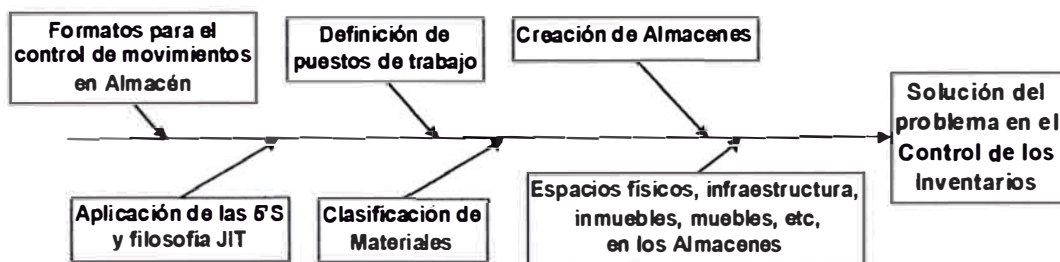 Formatos para el
control de movimientos
en Almacén
Definición de
puestos de trabajo
Creación de Almacenes
Solución del
problema en el
Control de los
Inventarios
Aplicación de las 5'S
y filosofía JIT
Clasificación de
Materiales
Espacios físicos, infraestructura,
inmuebles, muebles, etc,
en los Almacenes